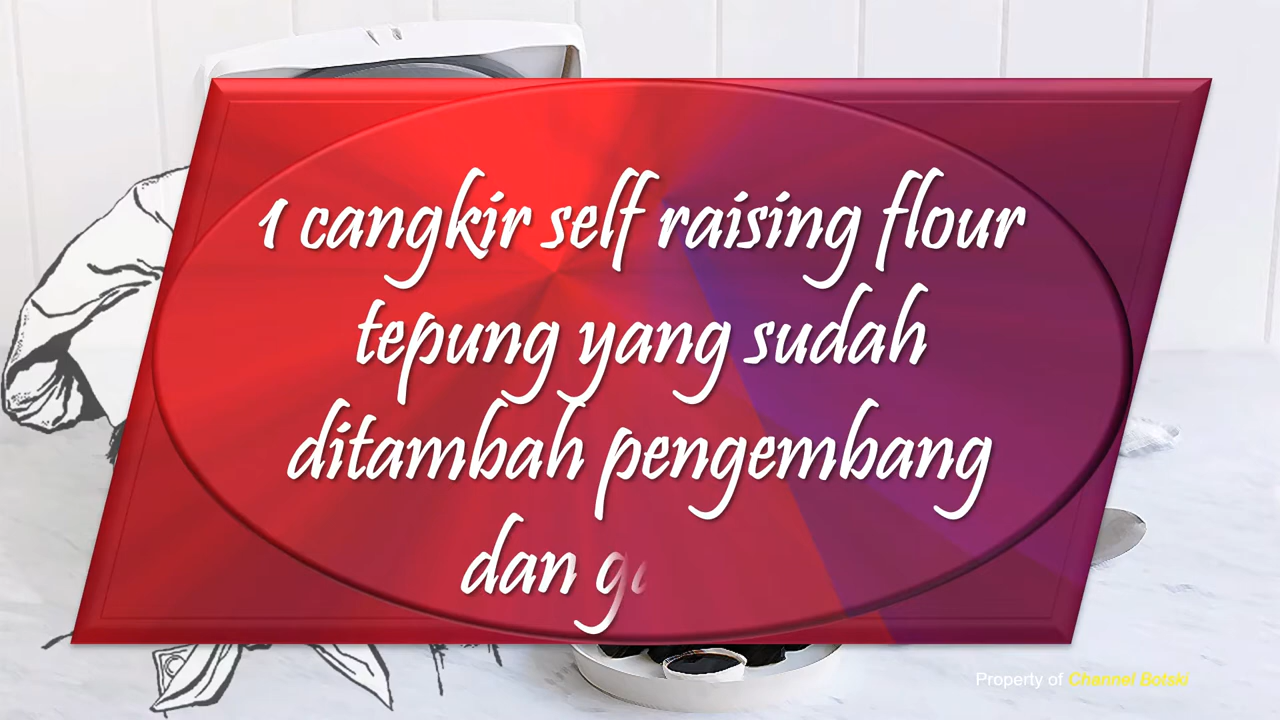 1 cangkir self raising flour
tepung yang sudah
ditambah pengembang
dan
Property of Channel Botski